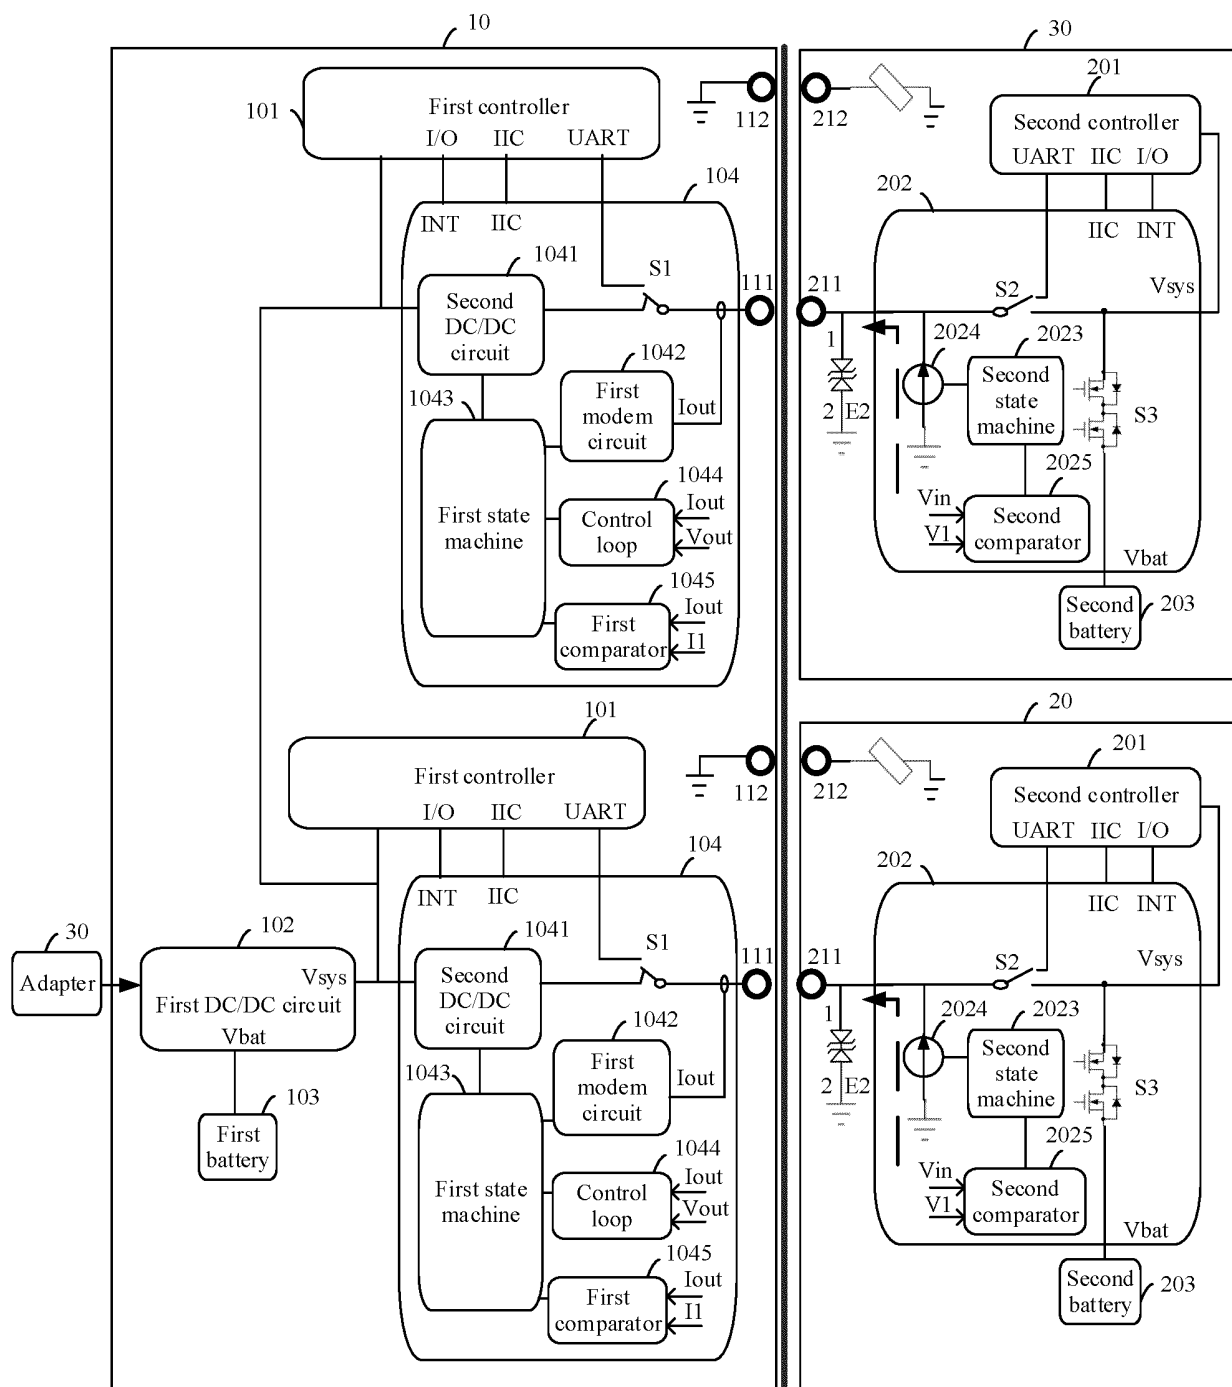 10
101
First controller
I/O IIC UART
112
104
INT IIC
1041
S1
111
Second
DC/DC
circuit
1042
First
modem
circuit
Iout
1043
First state
machine
1044
Control
loop
Iout
Vout
1045
First
comparator
Iout
I1
30
201
212
Second controller
UART IIC I/O
202
IIC INT
211
S2
Vsys
1
2024
2023
Second
state
machine
2 E2
S3
2025
Vin
V1
Second
comparator
Vbat
Second
battery
203
101
First controller
I/O IIC UART
112
104
INT IIC
30
Adapter
102
Vsys
First DC/DC circuit
Vbat
103
First
battery
1041
S1
111
Second
DC/DC
circuit
1042
First
modem
circuit
Iout
1043
First state
machine
1044
Control
loop
Iout
Vout
1045
First
comparator
Iout
I1
20
201
212
Second controller
UART IIC I/O
202
IIC INT
211
S2
Vsys
1
2024
2023
Second
state
machine
2 E2
S3
2025
Vin
V1
Second
comparator
Vbat
Second
battery
203